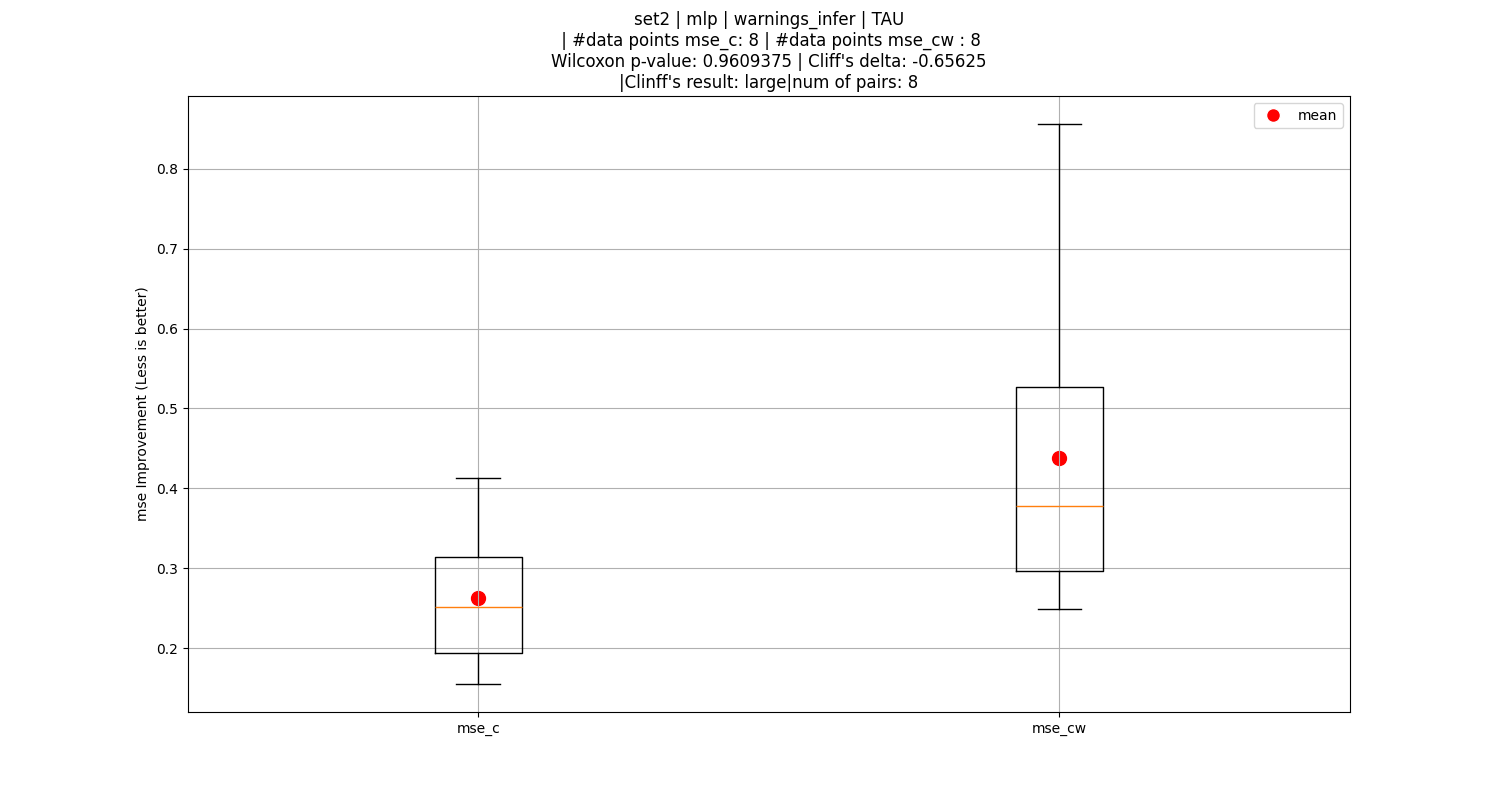 set2 | mlp | warnings_infer | TAU
| #data points mse_c: 8 | #data points mse_cw : 8
Wilcoxon p-value: 0.9609375 | Cliff's delta: -0.65625
|Clinff's result: large|num of pairs: 8
mean
mse Improvement (Less is better)
0.8
0.7
0.6
0.5
0.4
0.3
0.2
mse_c
mse_cw